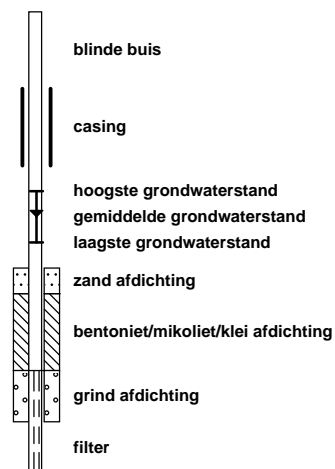 blinde buis
casing
hoogste grondwaterstand
gemiddelde grondwaterstand
laagste grondwaterstand
zand afdichting
bentoniet/mikoliet/klei afdichting
grind afdichting
filter